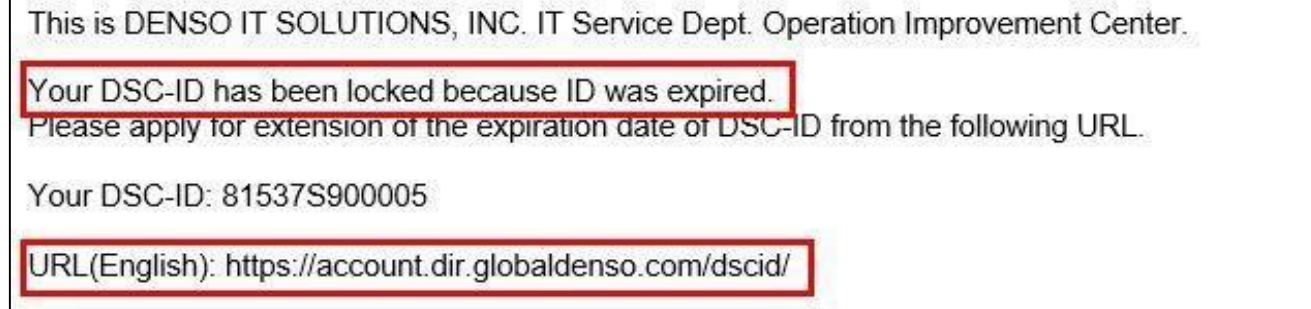 This is DENSO IT SOLUTIONS, INC. IT Service Dept. Operation Improvement Center.
Your DSC-ID has been locked because ID was expired.
Please apply for extension of the expiration date of DSC-ID from the following URL.
Your DSC-ID: 81537S900005
URL(English): https://account.dir.globaldenso.com/dscid/